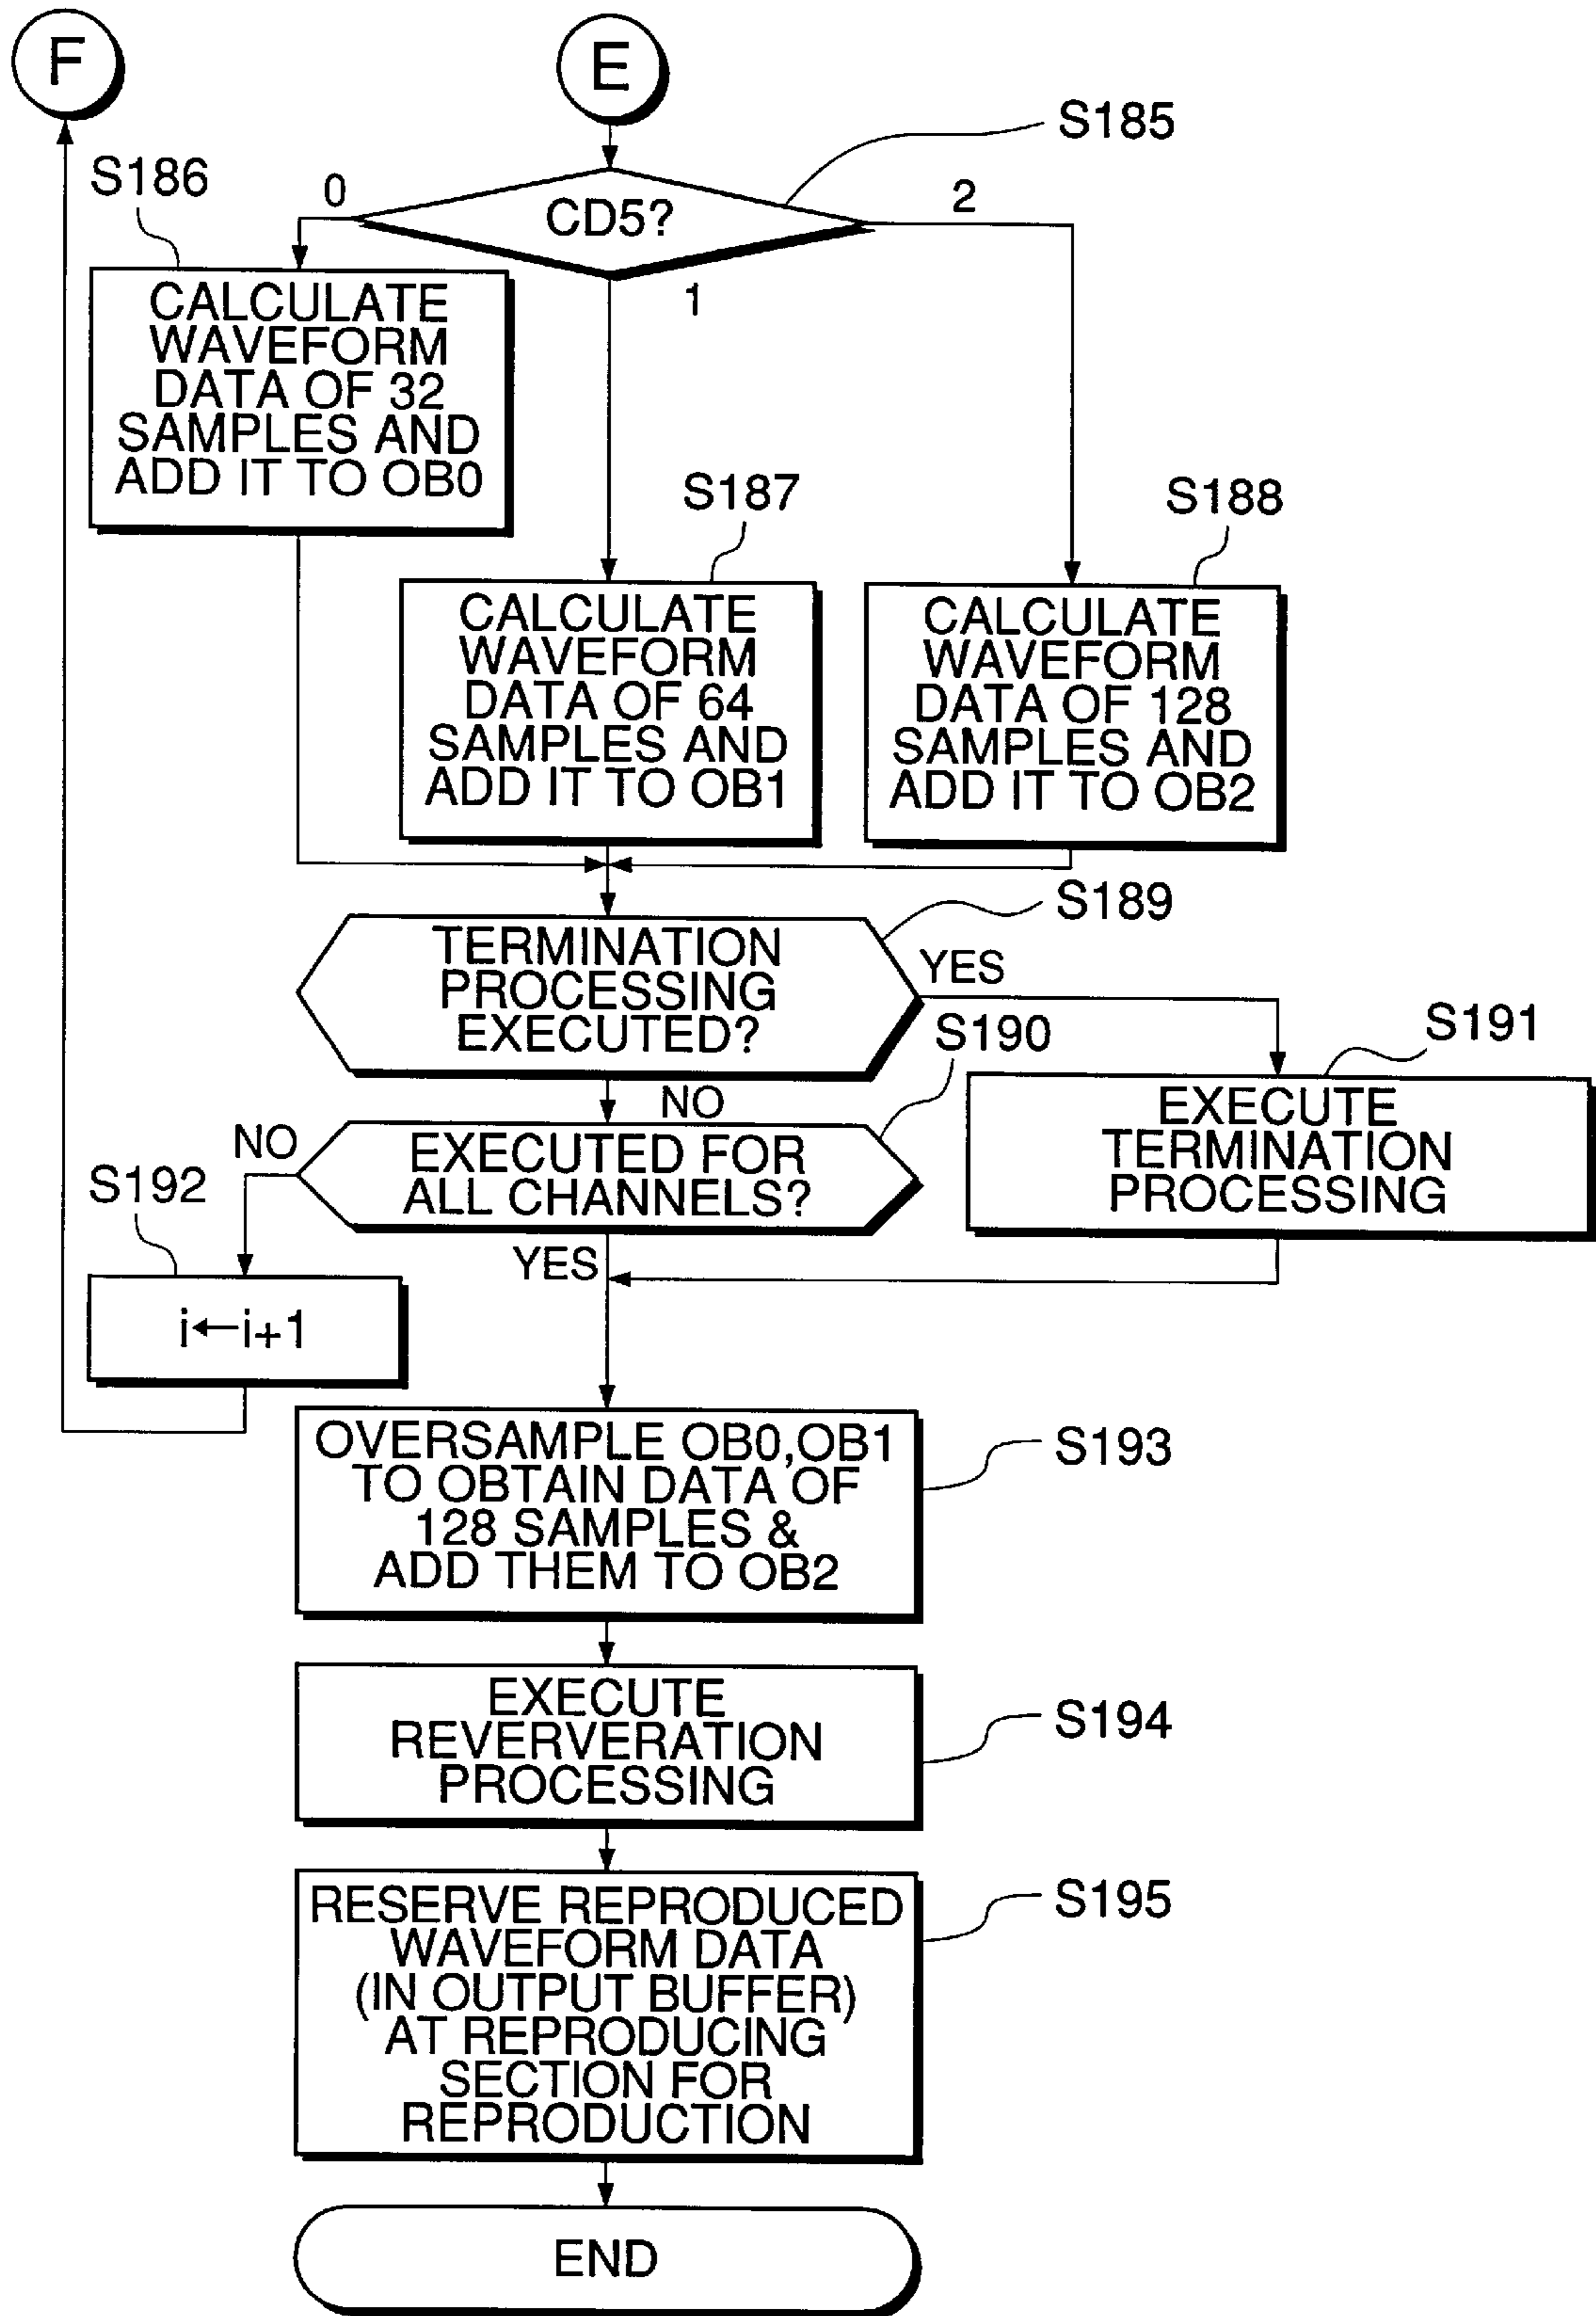 F
E
S185
S186
0
CD5?
2
1
CALCULATE
WAVEFORM
DATA OF 32
SAMPLES AND
ADD IT TO OB0
S187
S188
CALCULATE
WAVEFORM
DATA OF 64
SAMPLES AND
ADD IT TO OB1
CALCULATE
WAVEFORM
DATA OF 128
SAMPLES AND
ADD IT TO OB2
S189
TERMINATION
PROCESSING
EXECUTED?
YES
S190
S191
NO
EXECUTE
TERMINATION
PROCESSING
NO
EXECUTED FOR
ALL CHANNELS?
S192
YES
i←i+1
OVERSAMPLE OB0,OB1
TO OBTAIN DATA OF
128 SAMPLES &
ADD THEM TO OB2
S193
EXECUTE
REVERVERATION
PROCESSING
S194
RESERVE REPRODUCED
WAVEFORM DATA
(IN OUTPUT BUFFER)
AT REPRODUCING
SECTION FOR
REPRODUCTION
S195
END